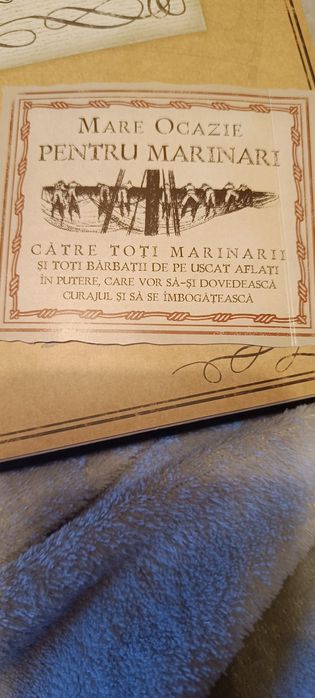 MARE OCAZIE
PENTRU MARINARI
CĂTRE TOȚI MARINARII
ȘI TOȚI BĂRBAȚII DE PE USCAT AFLAȚI
ÎN PUTERE, CARE VOR SĂ-ȘI DOVEDEASCĂ
CURAJUL ȘI SĂ SE ÎMBOGĂȚEASCĂ